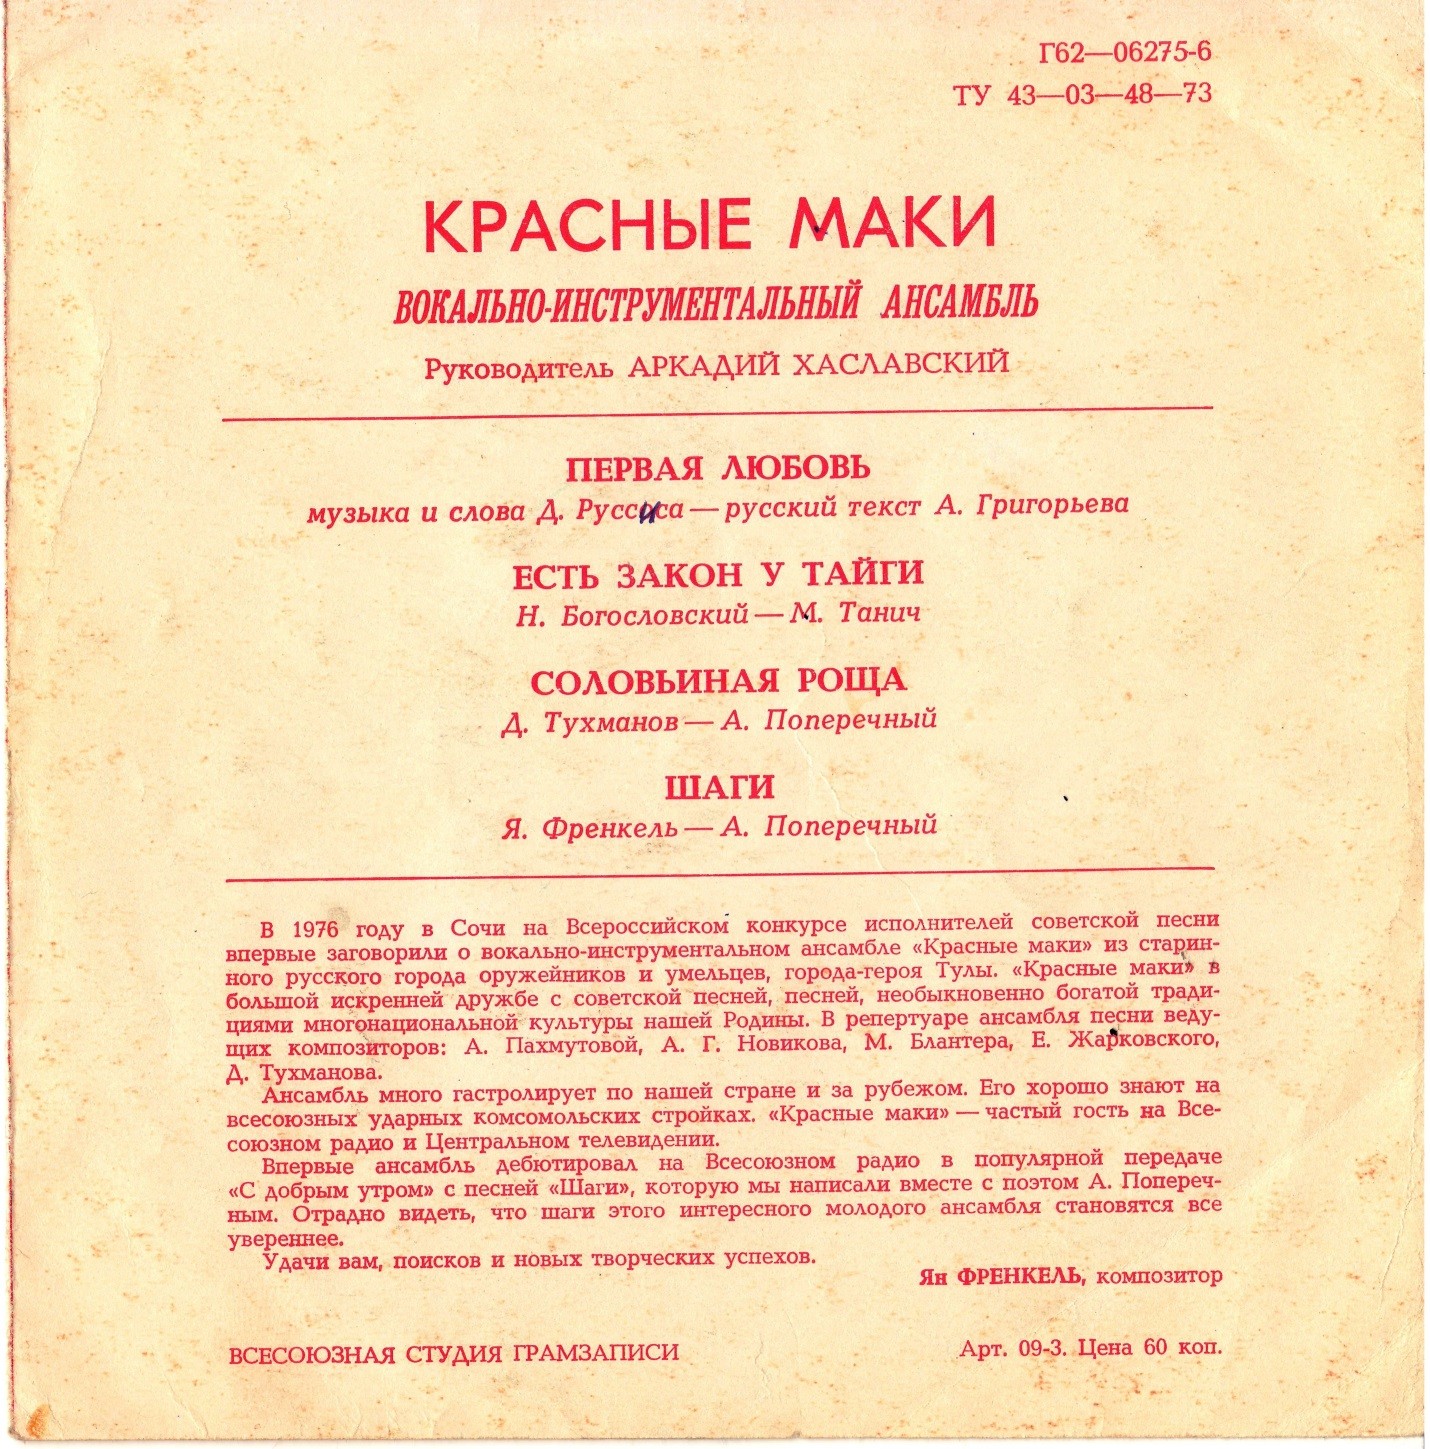 Г62—06275-6
ТУ 43—03—48—73
КРАСНЫЕ МАКИ
ВОКАЛЬНО-ИНСТРУМЕНТАЛЬНЫЙ АНСАМБЛЬ
Руководитель АРКАДИЙ ХАСЛАВСКИЙ
ПЕРВАЯ ЛЮБОВЬ
музыка и слова Д. Руссиса — русский текст А. Григорьева
ЕСТЬ ЗАКОН У ТАЙГИ
Н. Богословский — М. Танич
СОЛОВЬИНАЯ РОЩА
Д. Тухманов — А. Поперечный
ШАГИ
Я. Френкель — А. Поперечный
В 1976 году в Сочи на Всероссийском конкурсе исполнителей советской песни
впервые заговорили о вокально-инструментальном ансамбле «Красные маки» из старин-
ного русского города оружейников и умельцев, города-героя Тулы. «Красные маки» в
большой искренней дружбе с советской песней, песней, необыкновенно богатой тради-
циями многонациональной культуры нашей Родины. В репертуаре ансамбля песни веду-
щих композиторов: А. Пахмутовой, А. Г. Новикова, М. Блантера, Е. Жарковского,
Д. Тухманова.
Ансамбль много гастролирует по нашей стране и за рубежом. Его хорошо знают на
всесоюзных ударных комсомольских стройках. «Красные маки» — частый гость на Все-
союзном радио и Центральном телевидении.
Впервые ансамбль дебютировал на Всесоюзном радио в популярной передаче
«С добрым утром» с песней «Шаги», которую мы написали вместе с поэтом А. Попереч-
ным. Отрадно видеть, что шаги этого интересного молодого ансамбля становятся все
увереннее.
Удачи вам, поисков и новых творческих успехов.
Ян ФРЕНКЕЛЬ, композитор
ВСЕСОЮЗНАЯ СТУДИЯ ГРАМЗАПИСИ
Арт. 09-3. Цена 60 коп.